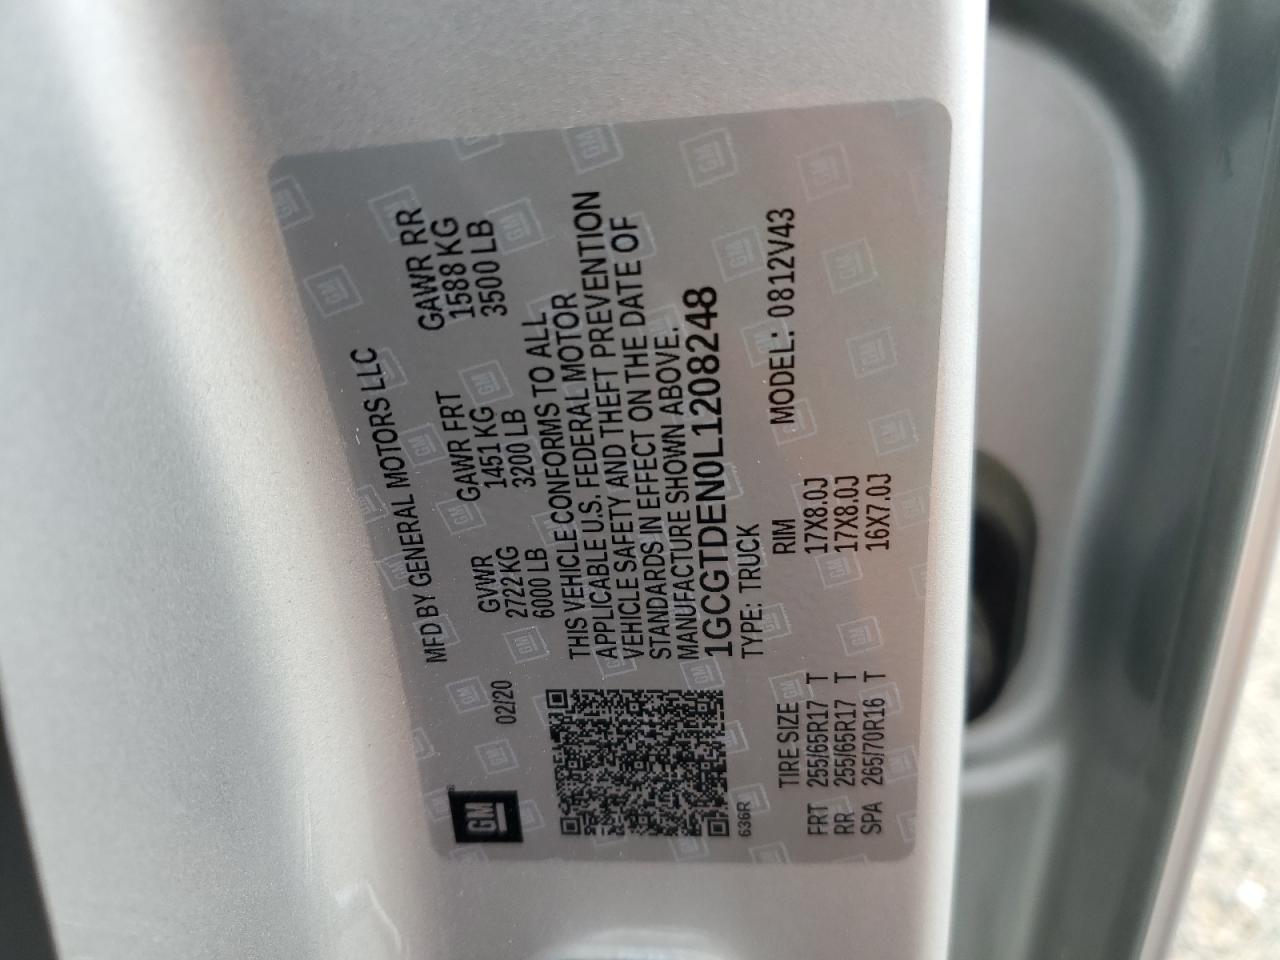 MFD BY GENERAL MOTORS LLC
02/20
GVWR GAWR FRT GAWR RR
2722 KG 1451 KG 1588 KG
6000 LB 3200 LB 3500 LB
THIS VEHICLE CONFORMS TO ALL
APPLICABLE U.S. FEDERAL MOTOR
VEHICLE SAFETY AND THEFT PREVENTION
STANDARDS IN EFFECT ON THE DATE OF
MANUFACTURE SHOWN ABOVE.
1GCGTDEN0L1208248
TYPE: TRUCK MODEL: 0812V43
GM
636R
TIRE SIZE RIM
FRT 255/65R17 T 17X8.0J
RR 255/65R17 T 17X8.0J
SPA 265/70R16 T 16X7.0J